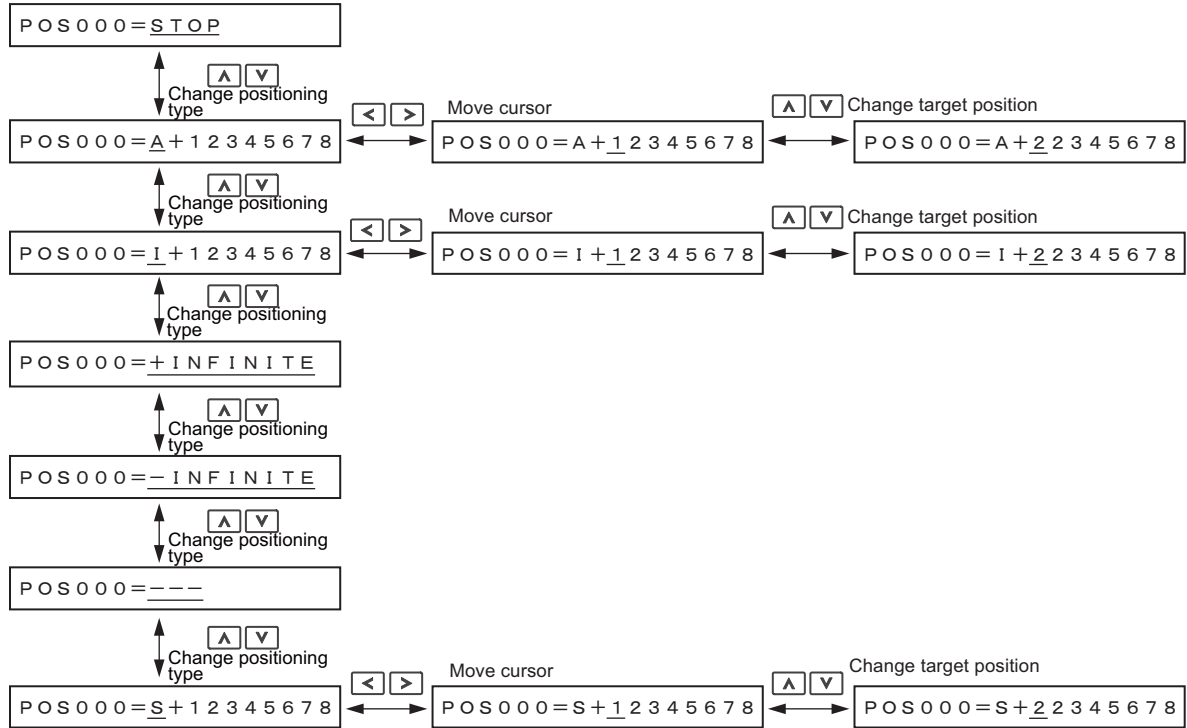 POS000=STOP
∧ ∨
Change positioning
type
POS000=A+12345678
< >
Move cursor
POS000=A+12345678
∧ ∨ Change target position
POS000=A+22345678
∧ ∨
Change positioning
type
POS000=I+12345678
< >
Move cursor
POS000=I+12345678
∧ ∨ Change target position
POS000=I+22345678
∧ ∨
Change positioning
type
POS000=+INFINITE
∧ ∨
Change positioning
type
POS000=-INFINITE
∧ ∨
Change positioning
type
POS000=---
∧ ∨
Change positioning
type
POS000=S+12345678
< >
Move cursor
POS000=S+12345678
∧ ∨
Change target position
POS000=S+22345678